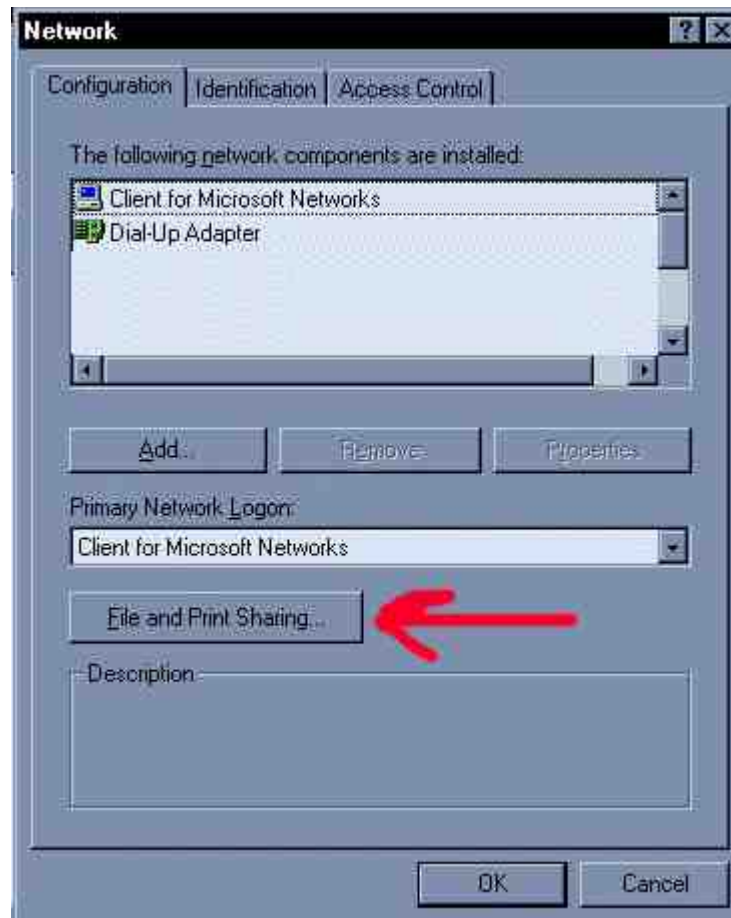 Network
Configuration Identification Access Control
The following network components are installed:
Client for Microsoft Networks
Dial-Up Adapter
Add... Remove Properties
Primary Network Logon:
Client for Microsoft Networks
File and Print Sharing...
Description
OK Cancel